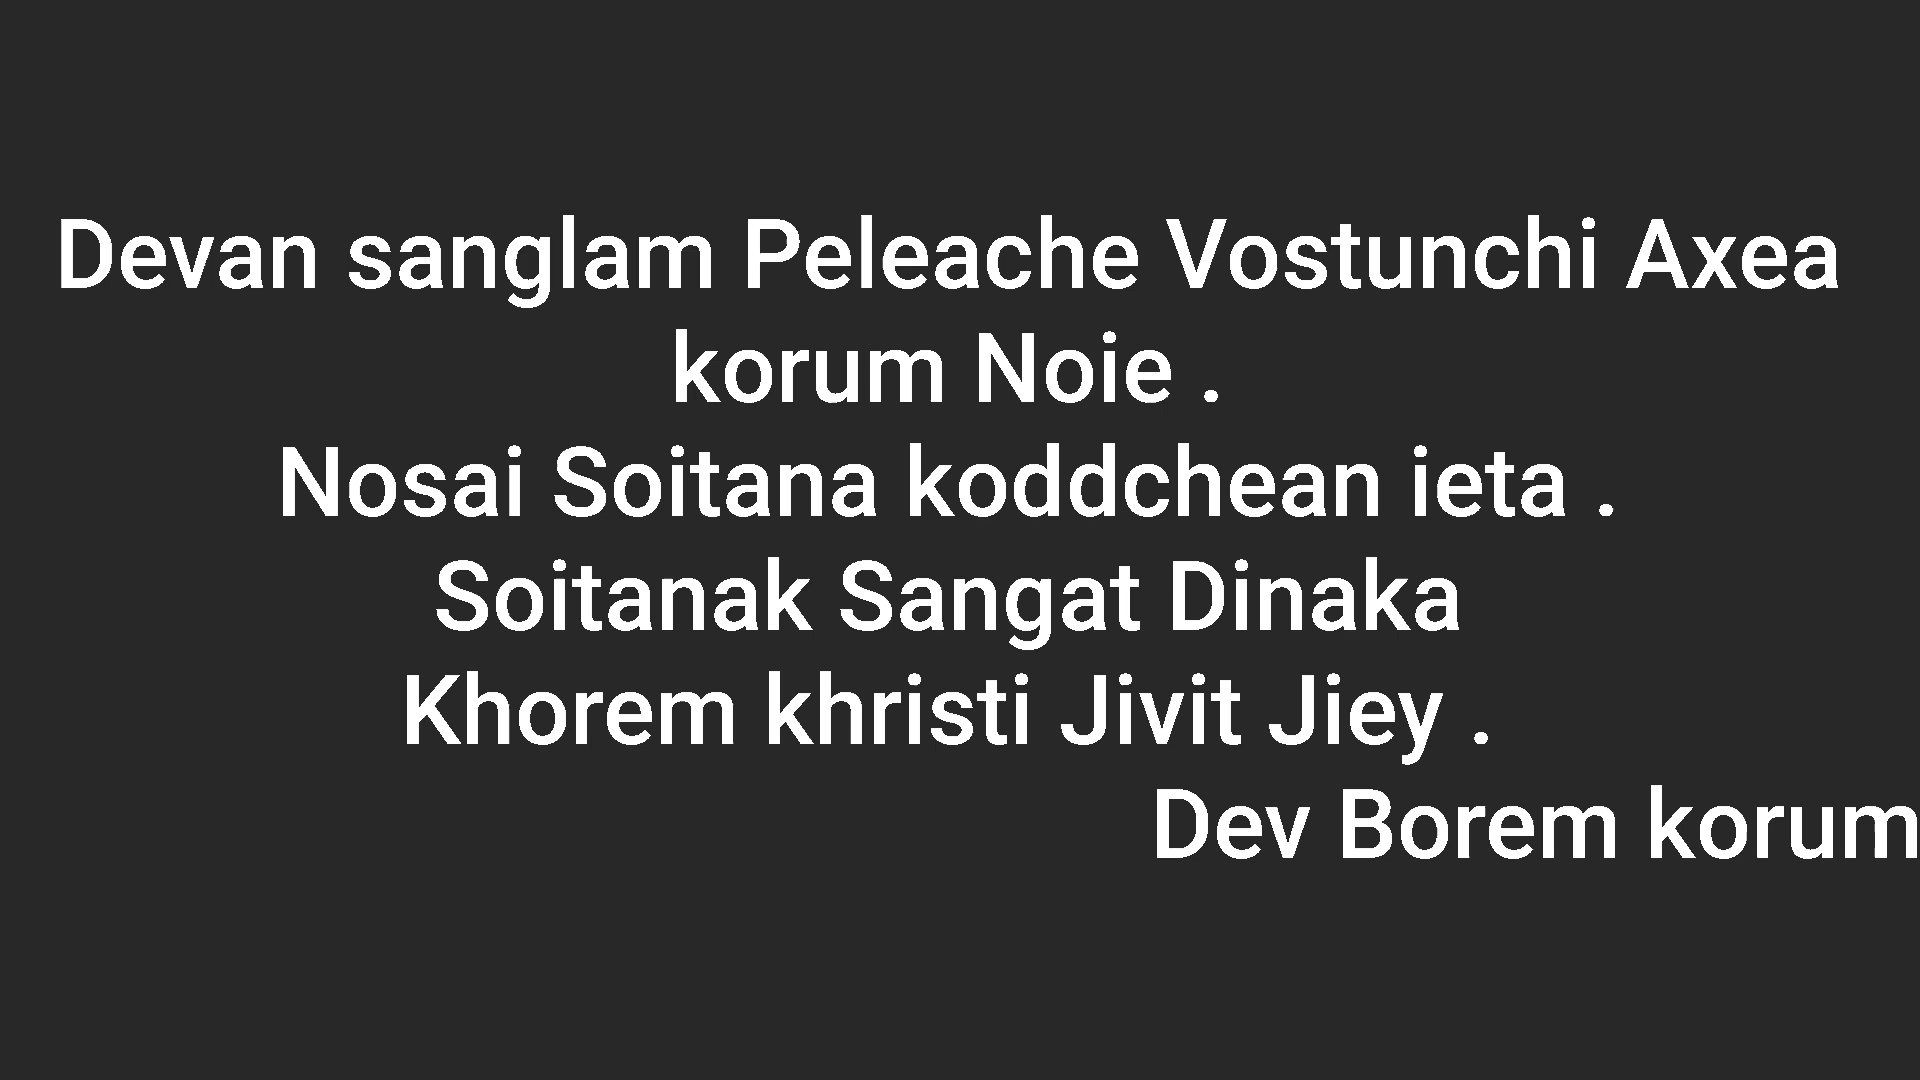 Devan sanglam Peleache Vostunchi Axea
korum Noie .
Nosai Soitana koddchean ieta .
Soitanak Sangat Dinaka
Khorem khristi Jivit Jiey .
Dev Borem korum